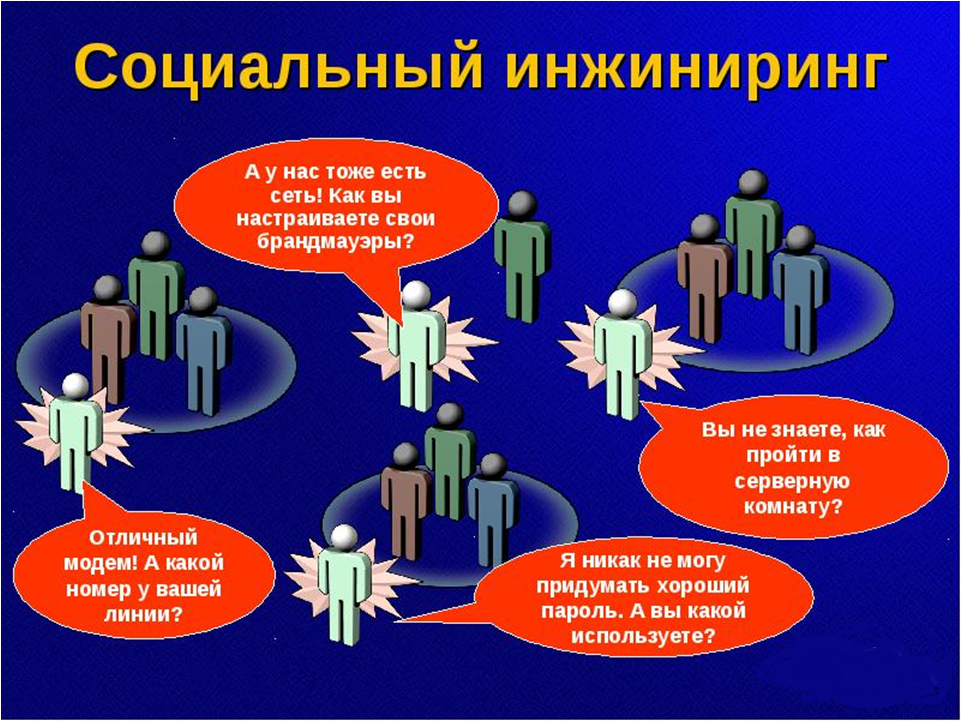 Социальный инжиниринг
А у нас тоже есть
сеть! Как вы
настраиваете свои
брандмауэры?
Вы не знаете, как
пройти в
серверную
комнату?
Отличный
модем! А какой
номер у вашей
линии?
Я никак не могу
придумать хороший
пароль. А вы какой
используете?